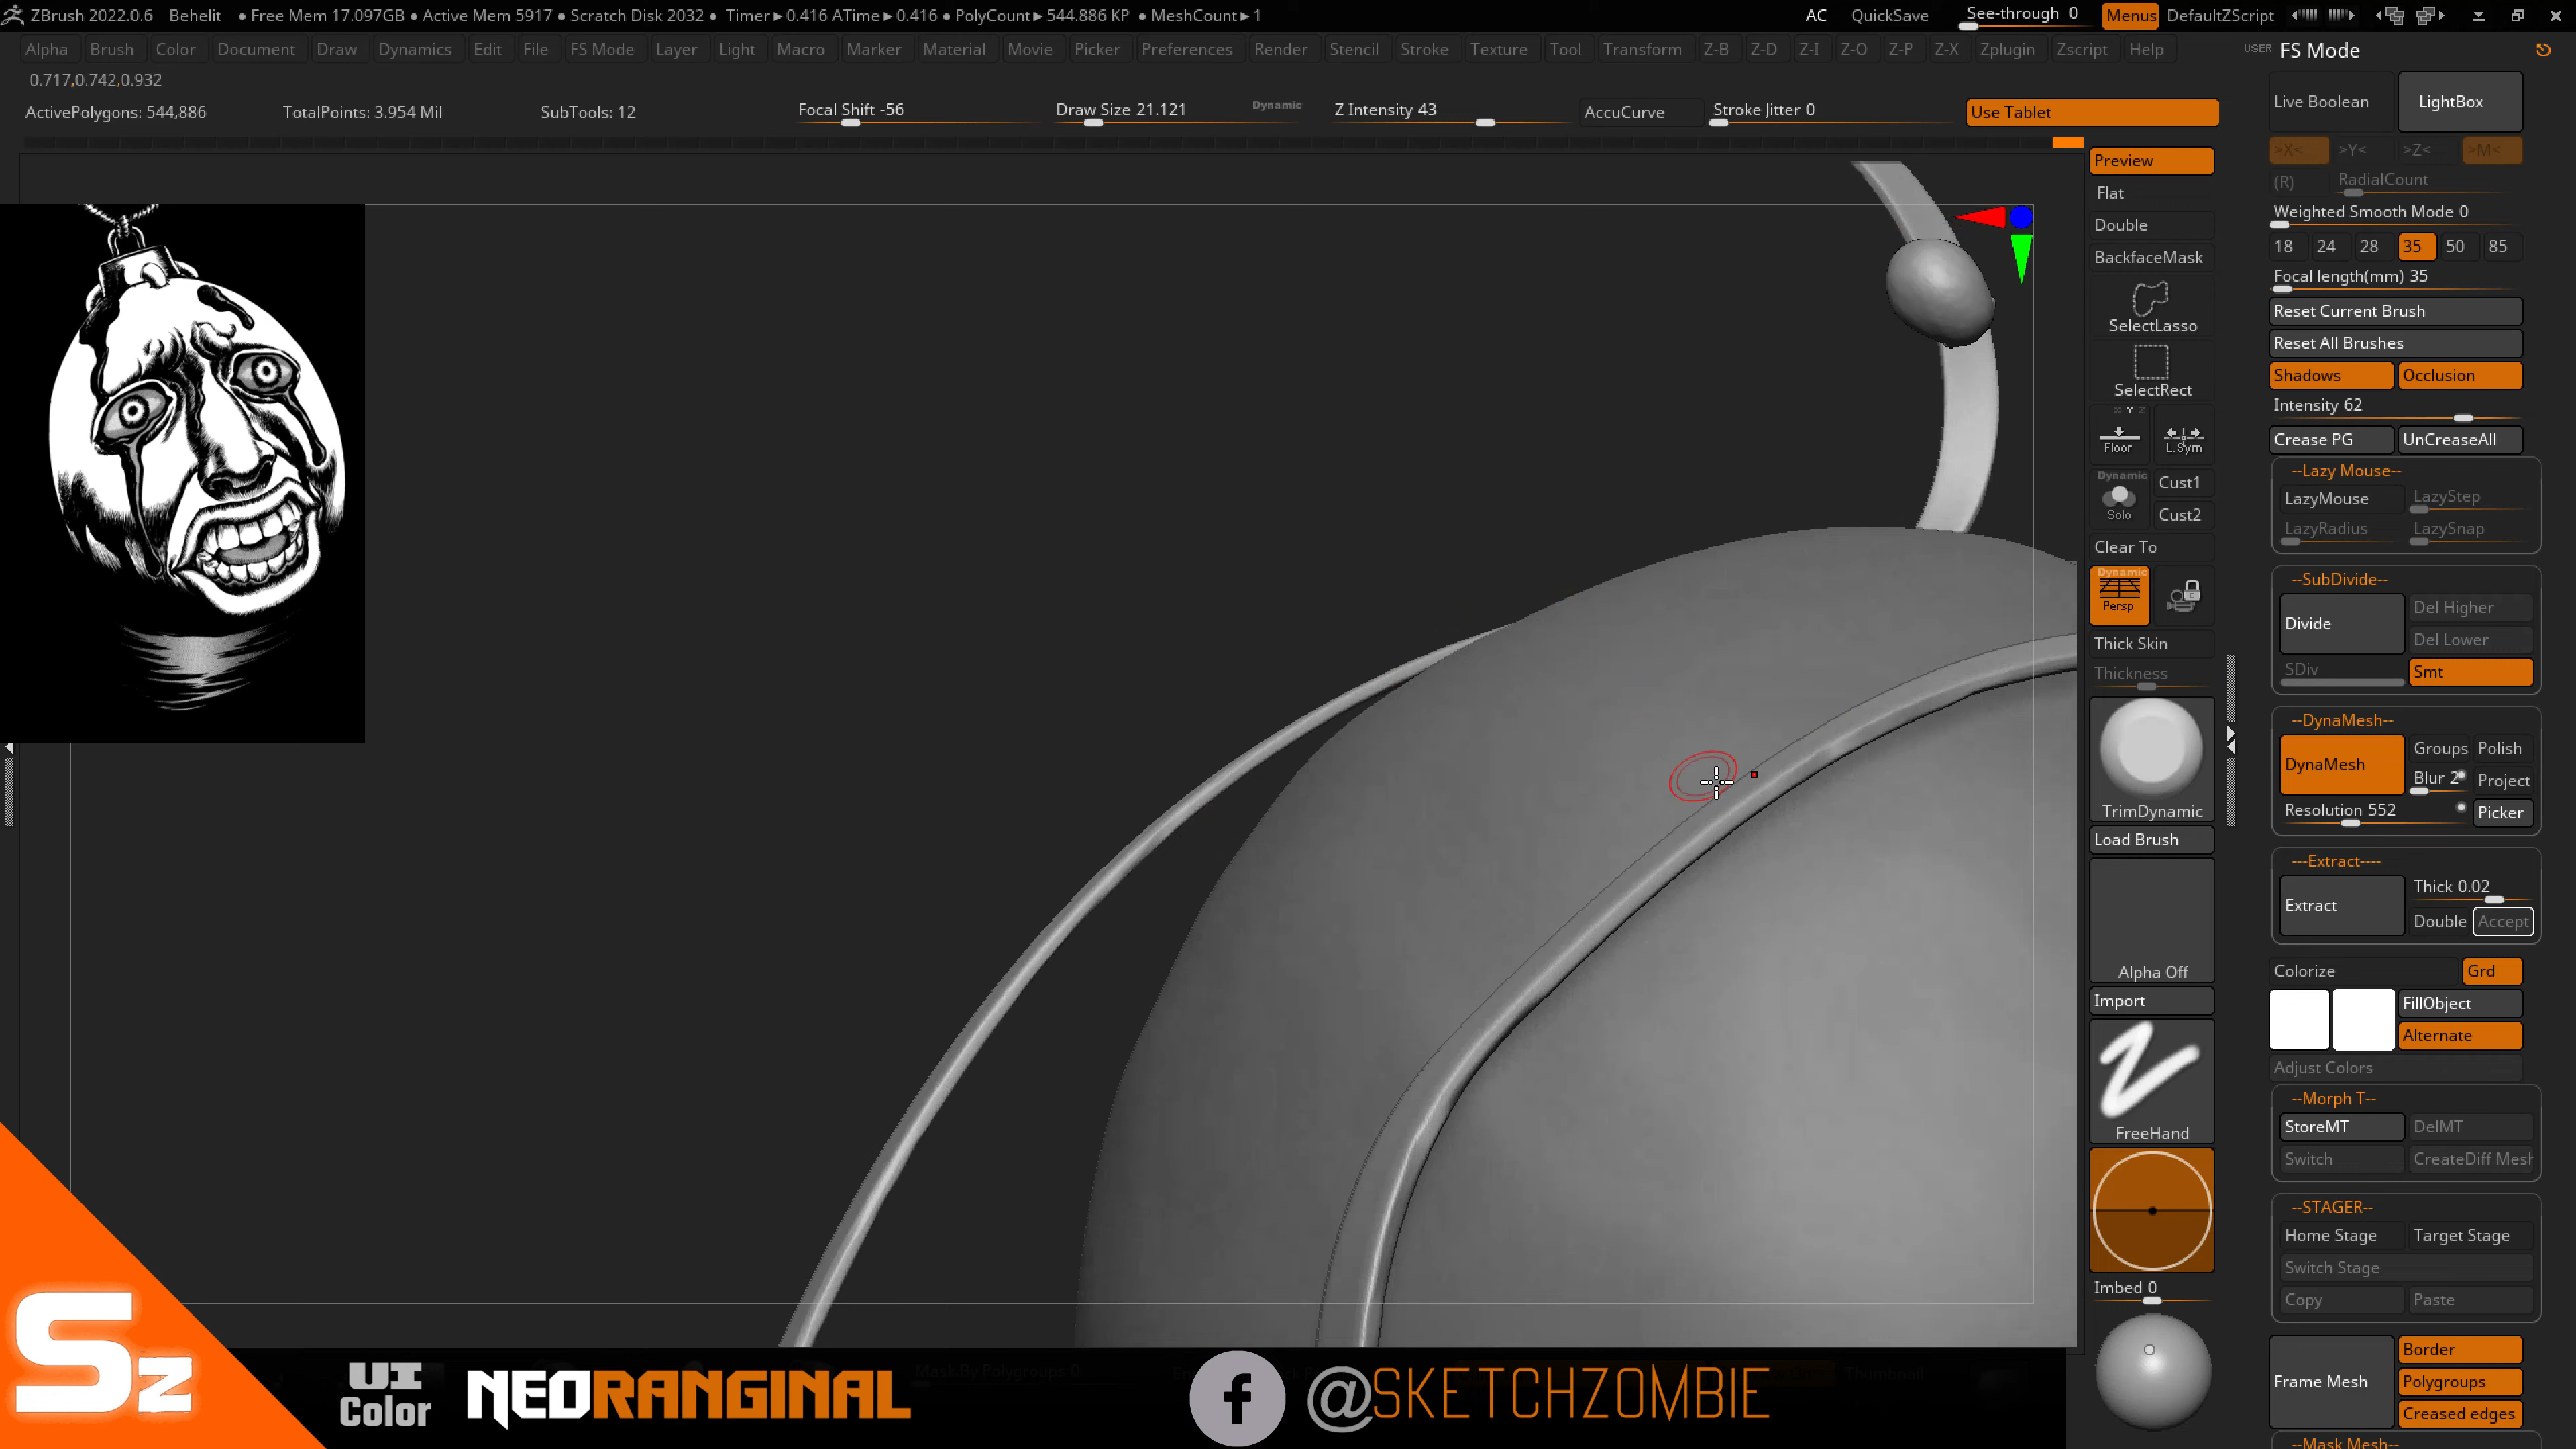 ZBrush 2022.0.6 Behelit ● Free Mem 17.097GB ● Active Mem 5917 ● Scratch Disk 2032 ● Timer►0.416 ATime►0.416 ● PolyCount►544.886 KP ● MeshCount►1
AC QuickSave See-through 0 Menus DefaultZScript
Alpha Brush Color Document Draw Dynamics Edit File FS Mode Layer Light Macro Marker Material Movie Picker Preferences Render Stencil Stroke Texture Tool Transform Z-B Z-D Z-I Z-O Z-P Z-X Zplugin Zscript Help
USER FS Mode
0.717,0.742,0.932
ActivePolygons: 544,886 TotalPoints: 3.954 Mil SubTools: 12
Focal Shift -56 Draw Size 21.121 Dynamic Z Intensity 43 AccuCurve Stroke Jitter 0 Use Tablet
Preview
Flat
Double
BackfaceMask
SelectLasso
SelectRect
Floor L.Sym
Dynamic
Solo
Cust1
Cust2
Clear To
Dynamic
Persp
Thick Skin
Thickness
TrimDynamic
Load Brush
Alpha Off
Import
FreeHand
Imbed 0
Live Boolean LightBox
>X< >Y< >Z< >M<
(R) RadialCount
Weighted Smooth Mode 0
18 24 28 35 50 85
Focal length(mm) 35
Reset Current Brush
Reset All Brushes
Shadows Occlusion
Intensity 62
Crease PG UnCreaseAll
--Lazy Mouse--
LazyMouse LazyStep
LazyRadius LazySnap
--SubDivide--
Divide Del Higher
Del Lower
SDiv Smt
--DynaMesh--
DynaMesh Groups Polish
Blur 2 Project
Resolution 552 Picker
---Extract----
Extract Thick 0.02
Double Accept
Colorize Grd
FillObject
Alternate
Adjust Colors
--Morph T--
StoreMT DelMT
Switch CreateDiff Mesh
--STAGER--
Home Stage Target Stage
Switch Stage
Copy Paste
Frame Mesh Border
Polygroups
Creased edges
--Mask Mesh--
Mask By Polygroups 0
Thumbnail
Sz
UI Color
NEORANGINAL
f @SKETCHZOMBIE